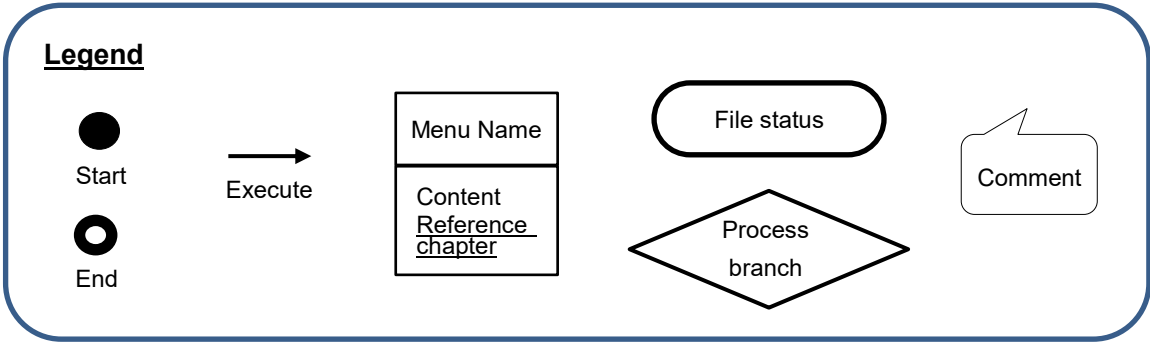 Legend
Start
End
Execute
Menu Name
Content
Reference
chapter
File status
Process
branch
Comment